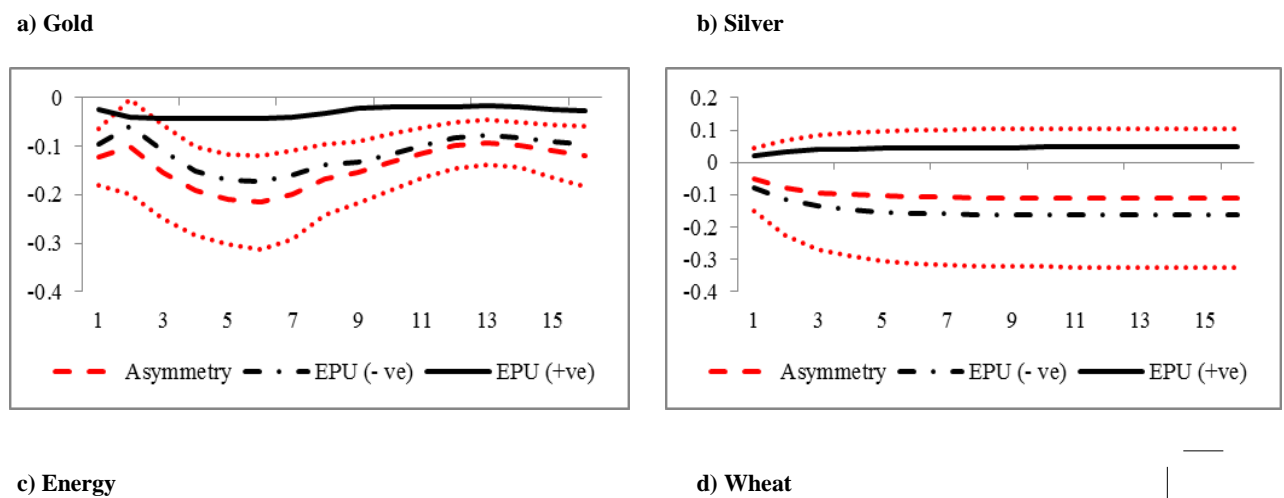 a) Gold
b) Silver
0
-0.1
-0.2
-0.3
-0.4
1 3 5 7 9 11 13 15
Asymmetry EPU (- ve) EPU (+ve)
0.2
0.1
0
-0.1
-0.2
-0.3
-0.4
1 3 5 7 9 11 13 15
Asymmetry EPU (- ve) EPU (+ve)
c) Energy
d) Wheat